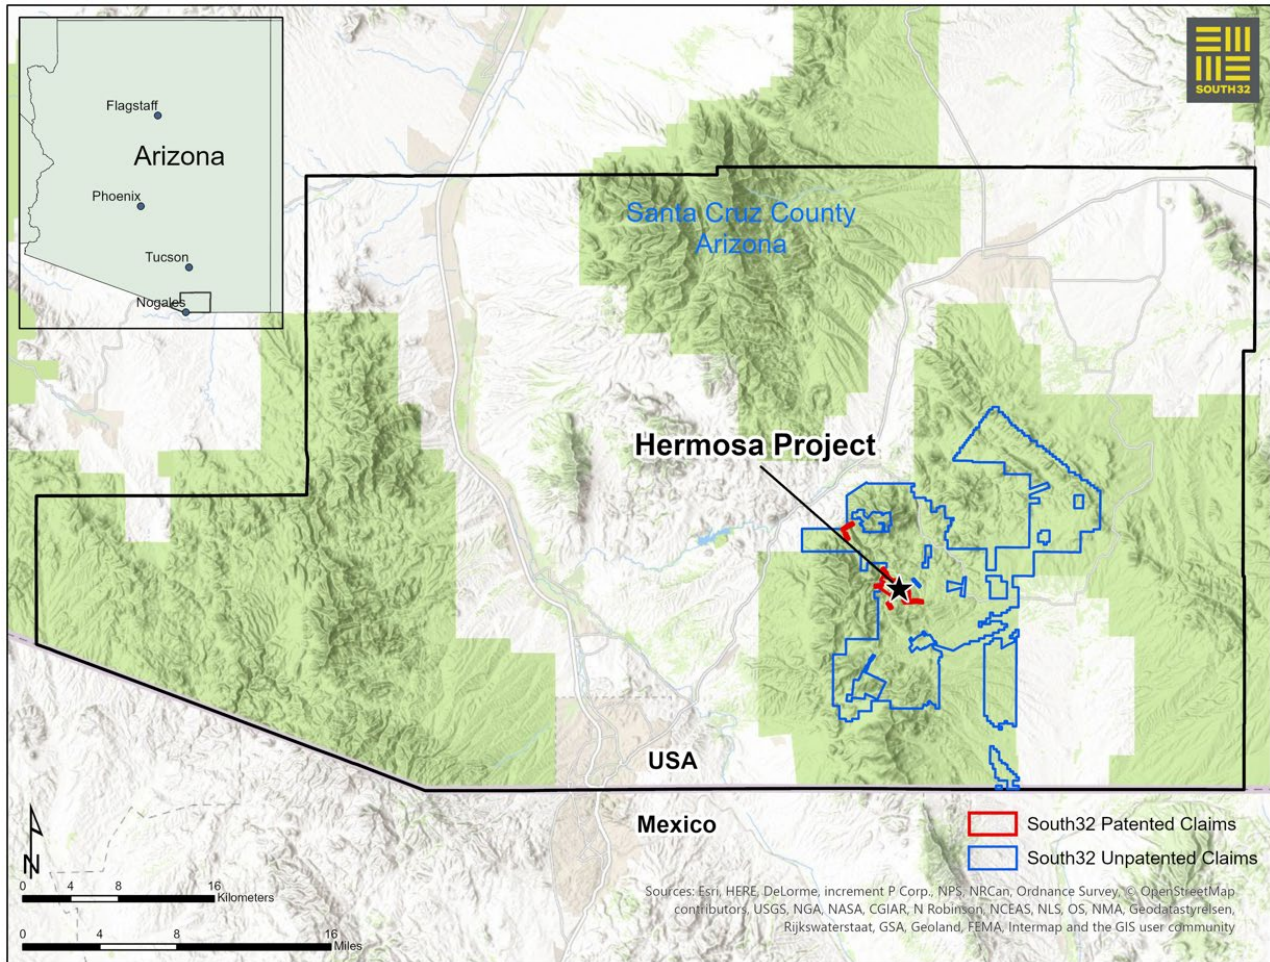 SOUTH32
Flagstaff
Arizona
Phoenix
Tucson
Nogales
Santa Cruz County
Arizona
Hermosa Project
USA
Mexico
South32 Patented Claims
South32 Unpatented Claims
N
0 4 8 16
Kilometers
0 4 8 16
Miles
Sources: Esri, HERE, DeLorme, increment P Corp., NPS, NRCan, Ordnance Survey, © OpenStreetMap
contributors, USGS, NGA, NASA, CGIAR, N Robinson, NCEAS, NLS, OS, NMA, Geodatastyrelsen,
Rijkswaterstaat, GSA, Geoland, FEMA, Intermap and the GIS user community